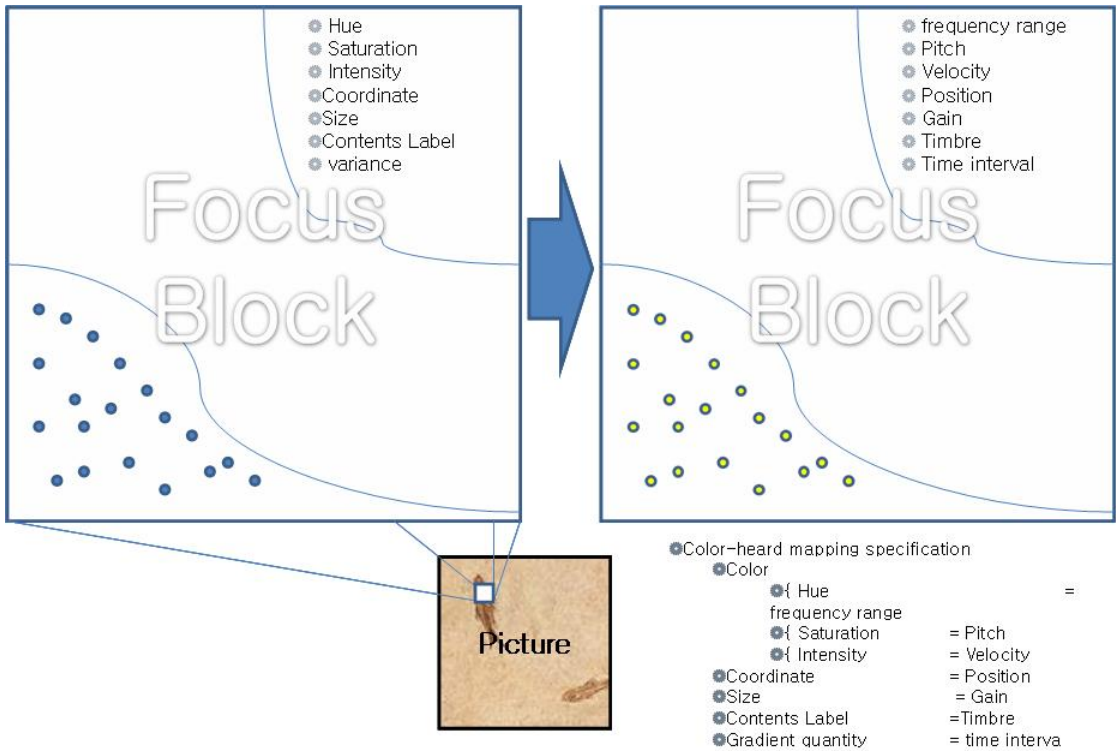 Hue
Saturation
Intensity
Coordinate
Size
Contents Label
variance
Focus
Block
frequency range
Pitch
Velocity
Position
Gain
Timbre
Time interval
Focus
Block
Picture
Color-heard mapping specification
Color
{ Hue =
frequency range
{ Saturation = Pitch
{ Intensity = Velocity
Coordinate = Position
Size = Gain
Contents Label =Timbre
Gradient quantity = time interva